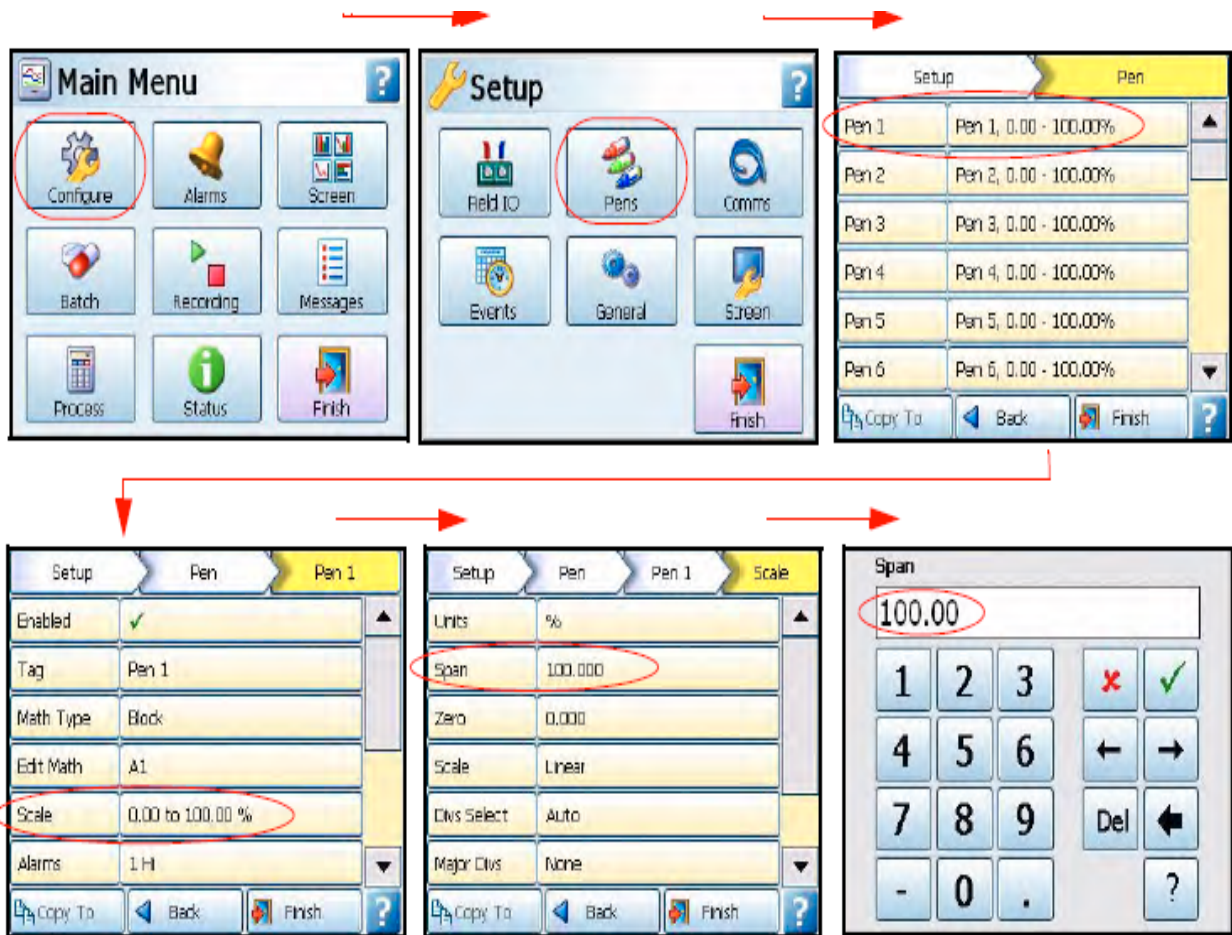 Main Menu ?
Configure Alarms Screen
Batch Recording Messages
Process Status Finish
Setup ?
Field IO Pens Comms
Events General Screen
Finish
Setup Pen
Pen 1 Pen 1, 0.00 - 100.00%
Pen 2 Pen 2, 0.00 - 100.00%
Pen 3 Pen 3, 0.00 - 100.00%
Pen 4 Pen 4, 0.00 - 100.00%
Pen 5 Pen 5, 0.00 - 100.00%
Pen 6 Pen 6, 0.00 - 100.00%
Copy To Back Finish ?
Setup Pen Pen 1
Enabled ✓
Tag Pen 1
Math Type Block
Edit Math A1
Scale 0.00 to 100.00 %
Alarms 1 Hi
Copy To Back Finish ?
Setup Pen Pen 1 Scale
Units %
Span 100.000
Zero 0.000
Scale Linear
Divs Select Auto
Major Divs None
Copy To Back Finish ?
Span
100.00
1 2 3
4 5 6
7 8 9 Del
- 0 . ?